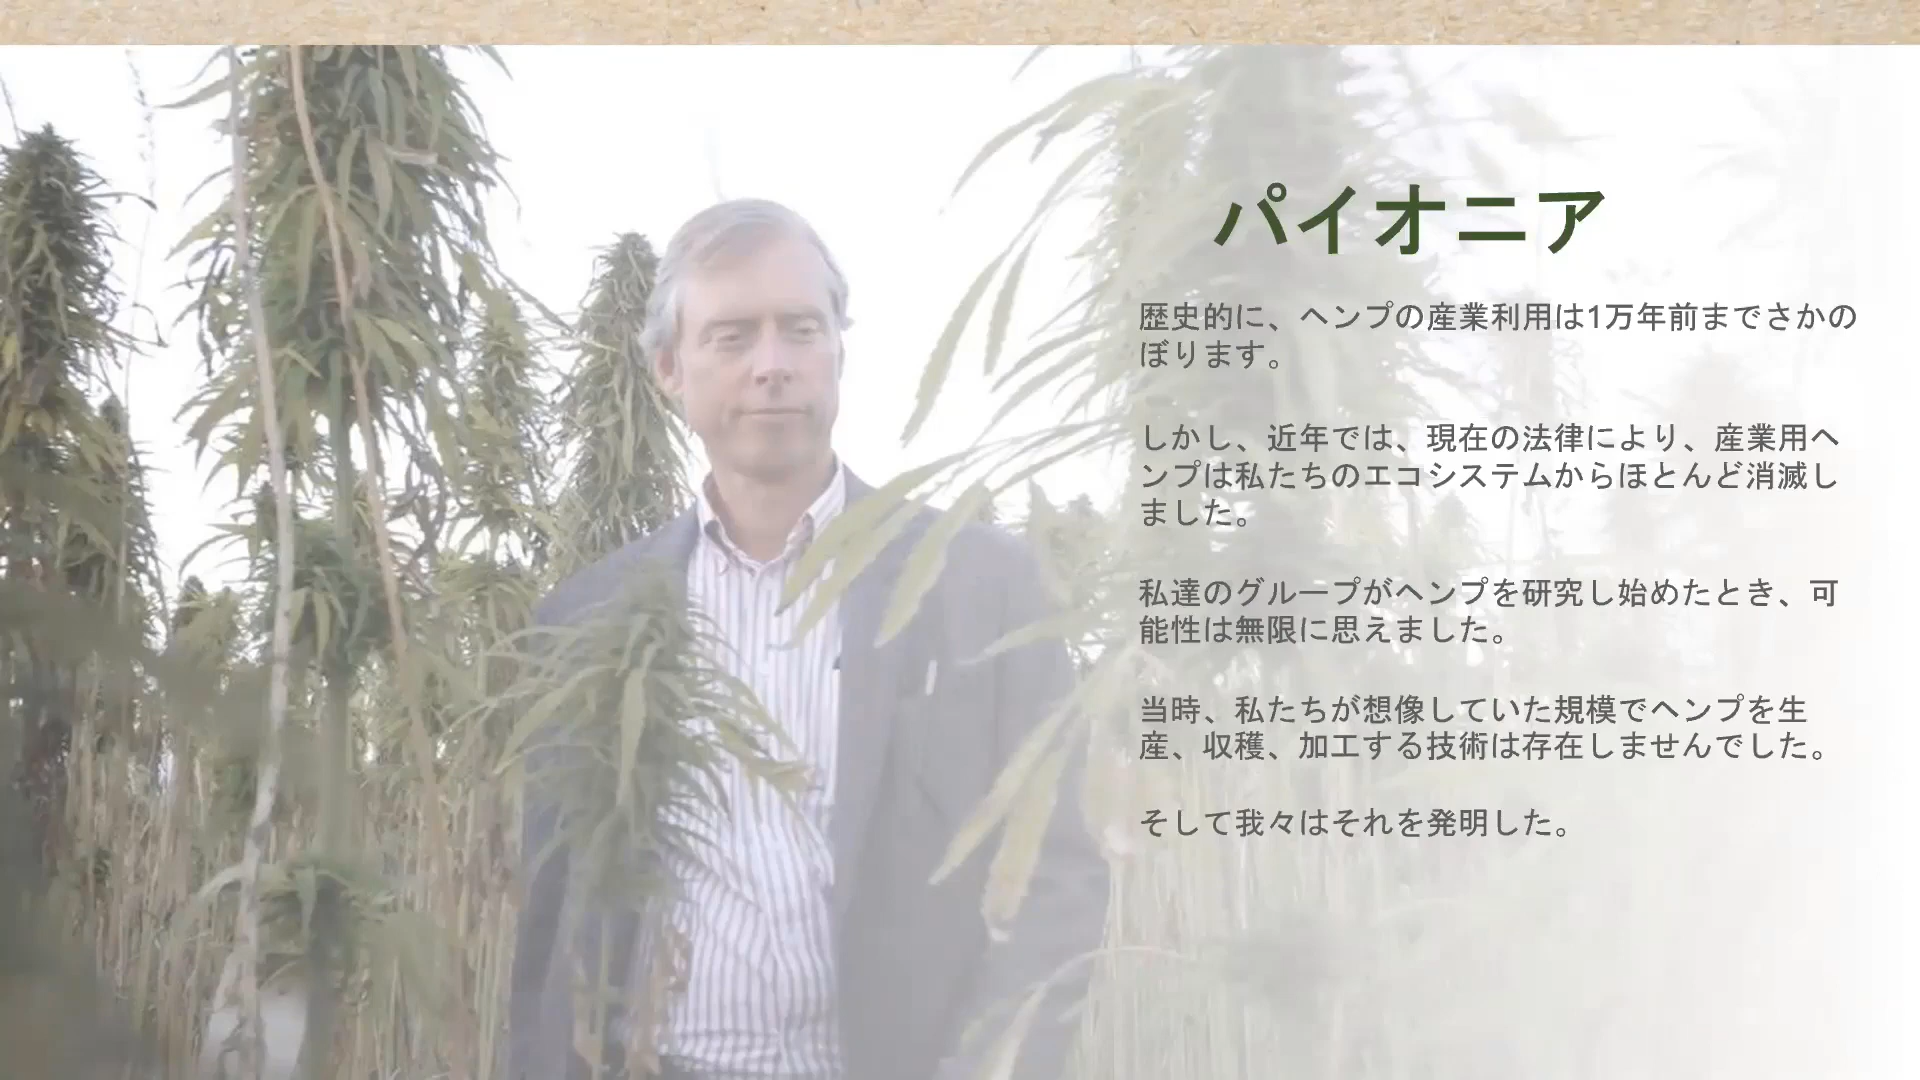 パイオニア
歴史的に、ヘンプの産業利用は1万年前までさかの
ぼります。
しかし、近年では、現在の法律により、産業用ヘ
ンプは私たちのエコシステムからほとんど消滅し
ました。
私達のグループがヘンプを研究し始めたとき、可
能性は無限に思えました。
当時、私たちが想像していた規模でヘンプを生
産、収穫、加工する技術は存在しませんでした。
そして我々はそれを発明した。